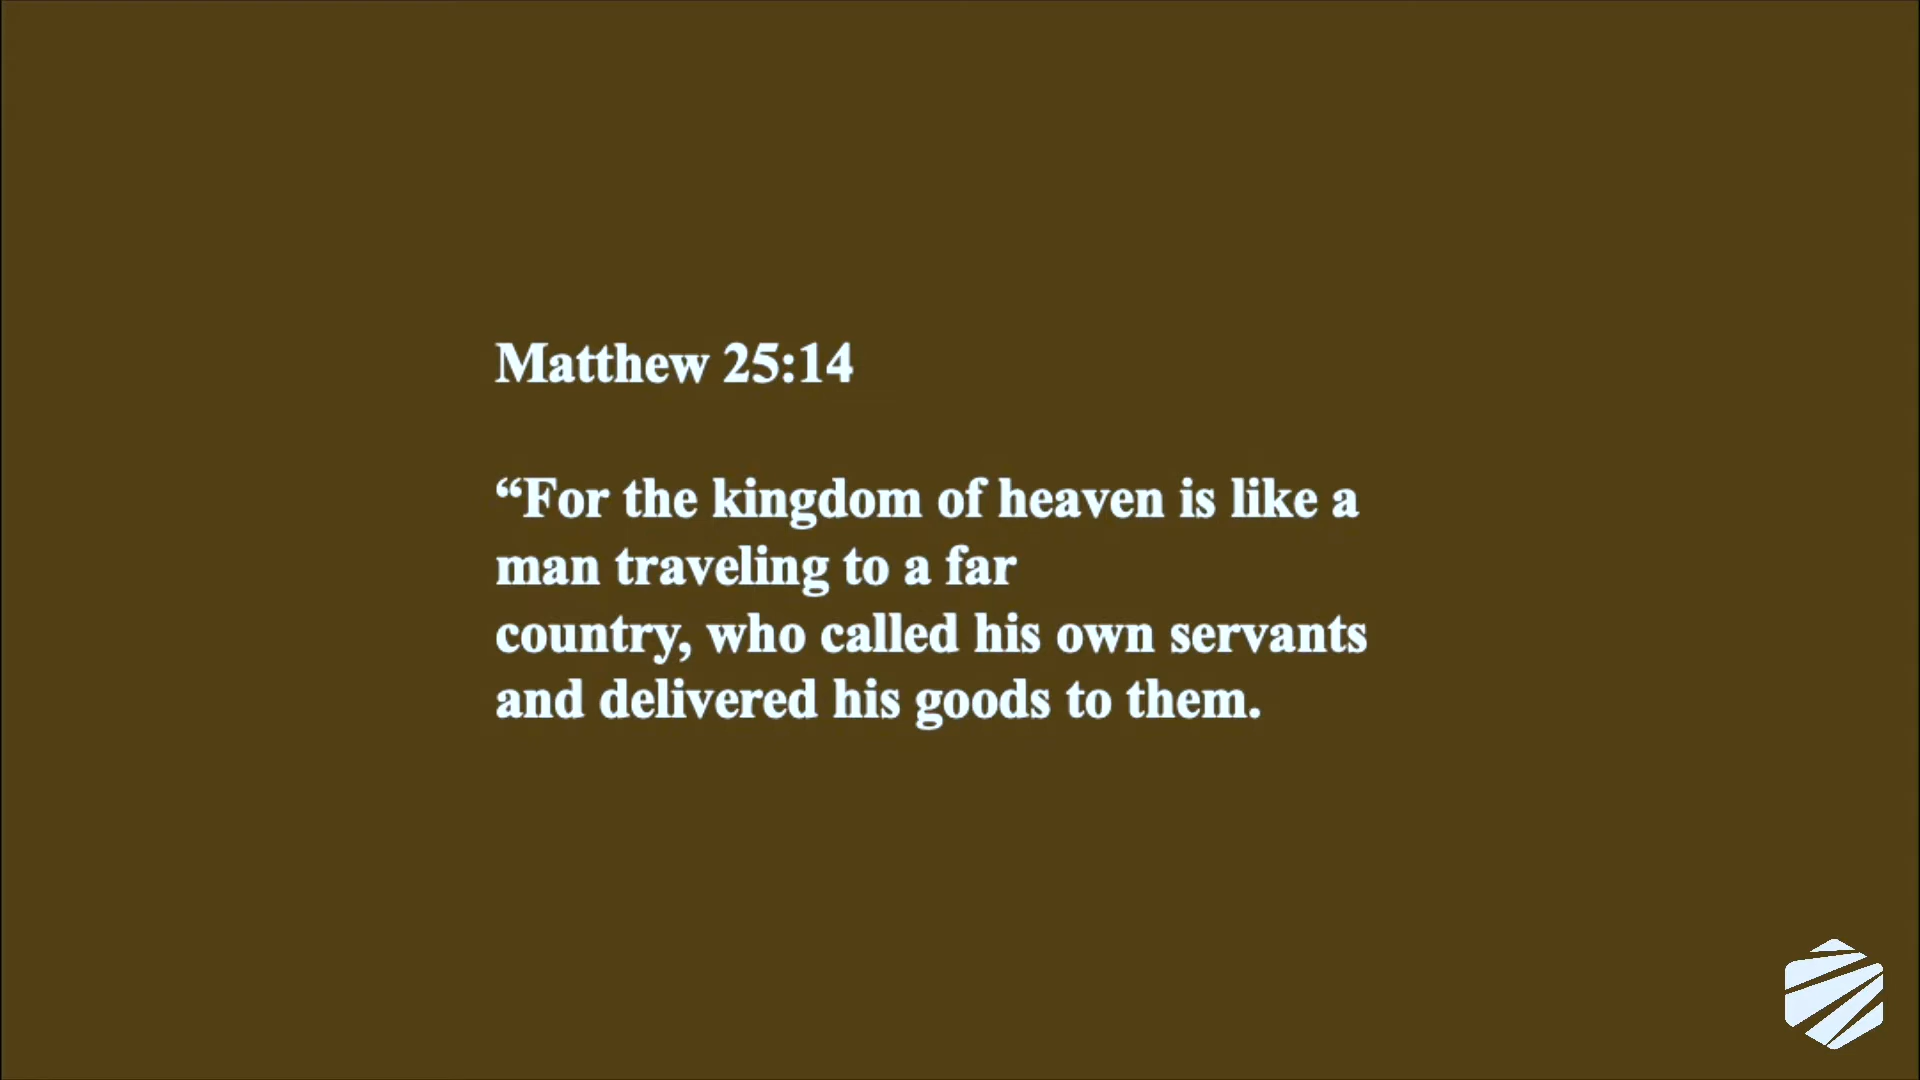 Matthew 25:14
“For the kingdom of heaven is like a
man traveling to a far
country, who called his own servants
and delivered his goods to them.